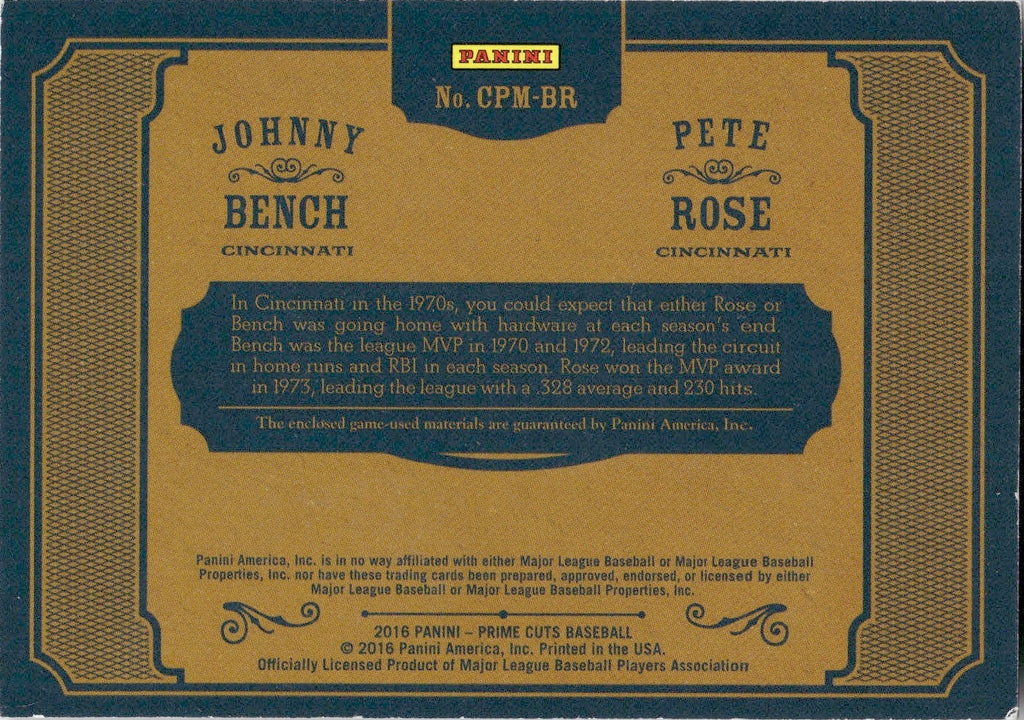 PANINI
No. CPM-BR
JOHNNY
BENCH
CINCINNATI
PETE
ROSE
CINCINNATI
In Cincinnati in the 1970s, you could expect that either Rose or
Bench was going home with hardware at each season's end.
Bench was the league MVP in 1970 and 1972, leading the circuit
in home runs and RBI in each season. Rose won the MVP award
in 1973, leading the league with a .328 average and 230 hits.
The enclosed game-used materials are guaranteed by Panini America, Inc.
Panini America, Inc. is in no way affiliated with either Major League Baseball or Major League Baseball
Properties, Inc. nor have these trading cards been prepared, approved, endorsed, or licensed by either
Major League Baseball or Major League Baseball Properties, Inc.
2016 PANINI – PRIME CUTS BASEBALL
© 2016 Panini America, Inc. Printed in the USA.
Officially Licensed Product of Major League Baseball Players Association